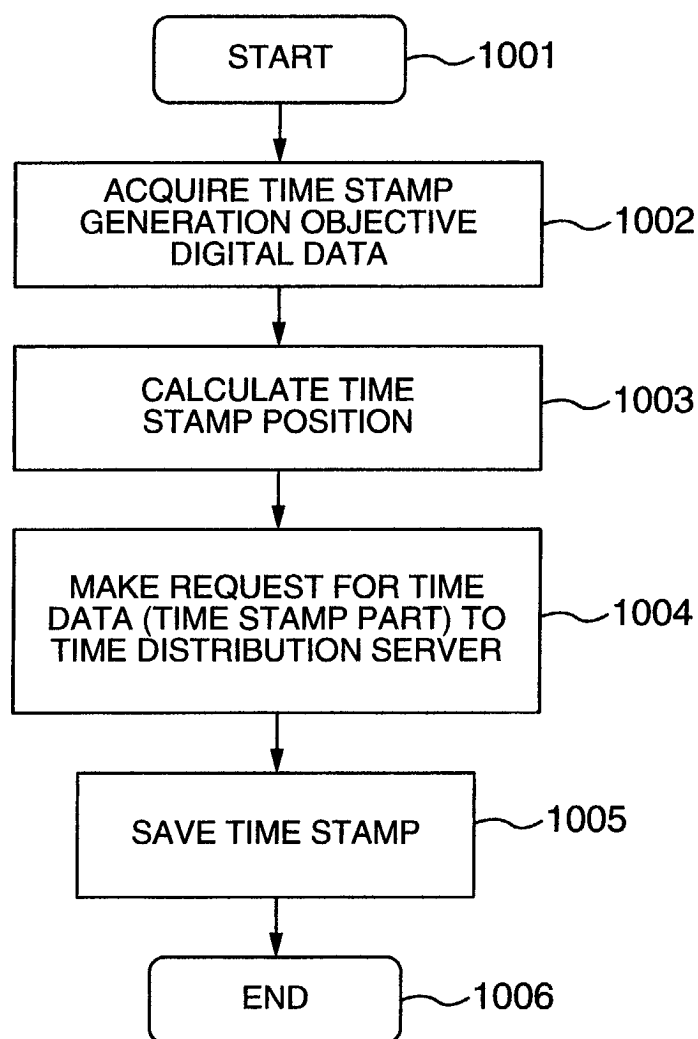 START
1001
ACQUIRE TIME STAMP
GENERATION OBJECTIVE
DIGITAL DATA
1002
CALCULATE TIME
STAMP POSITION
1003
MAKE REQUEST FOR TIME
DATA (TIME STAMP PART) TO
TIME DISTRIBUTION SERVER
1004
SAVE TIME STAMP
1005
END
1006